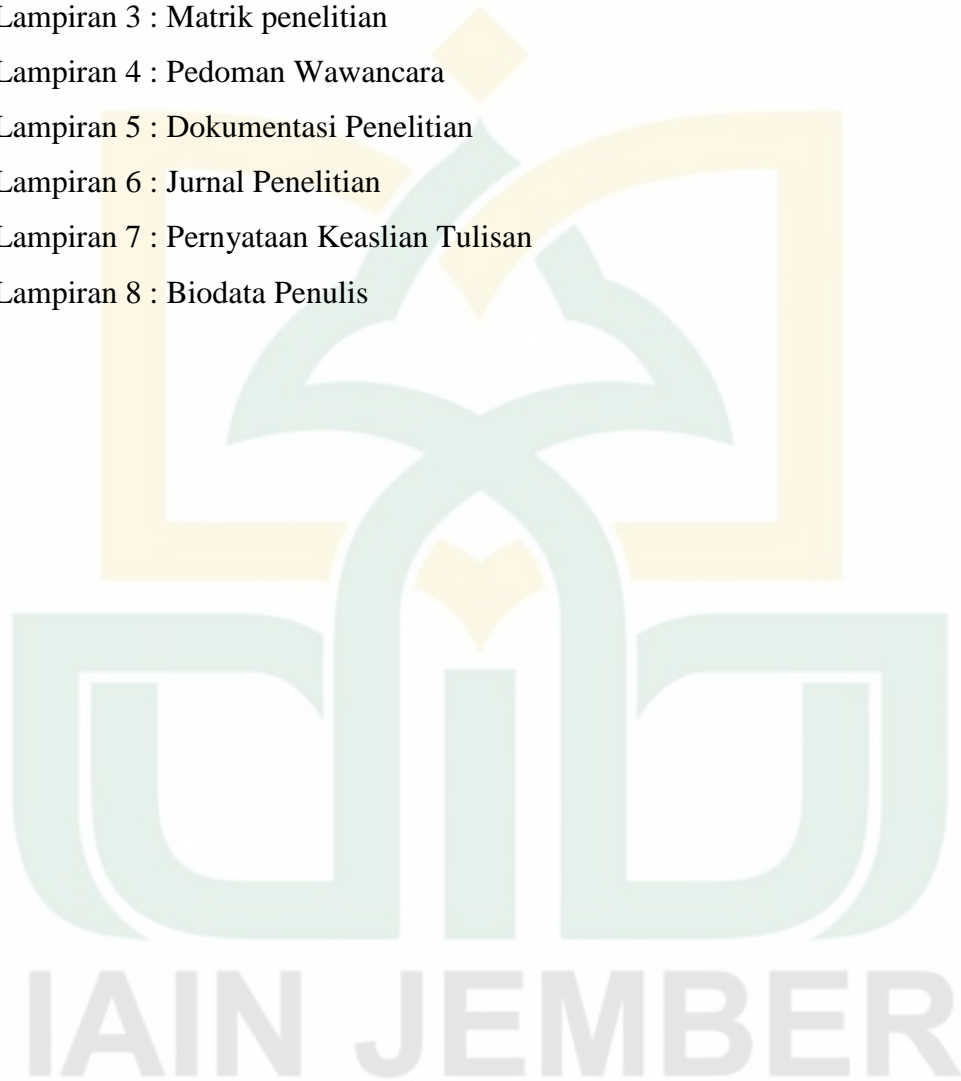 Lampiran 3 : Matrik penelitian
Lampiran 4 : Pedoman Wawancara
Lampiran 5 : Dokumentasi Penelitian
Lampiran 6 : Jurnal Penelitian
Lampiran 7 : Pernyataan Keaslian Tulisan
Lampiran 8 : Biodata Penulis
IAIN JEMBER